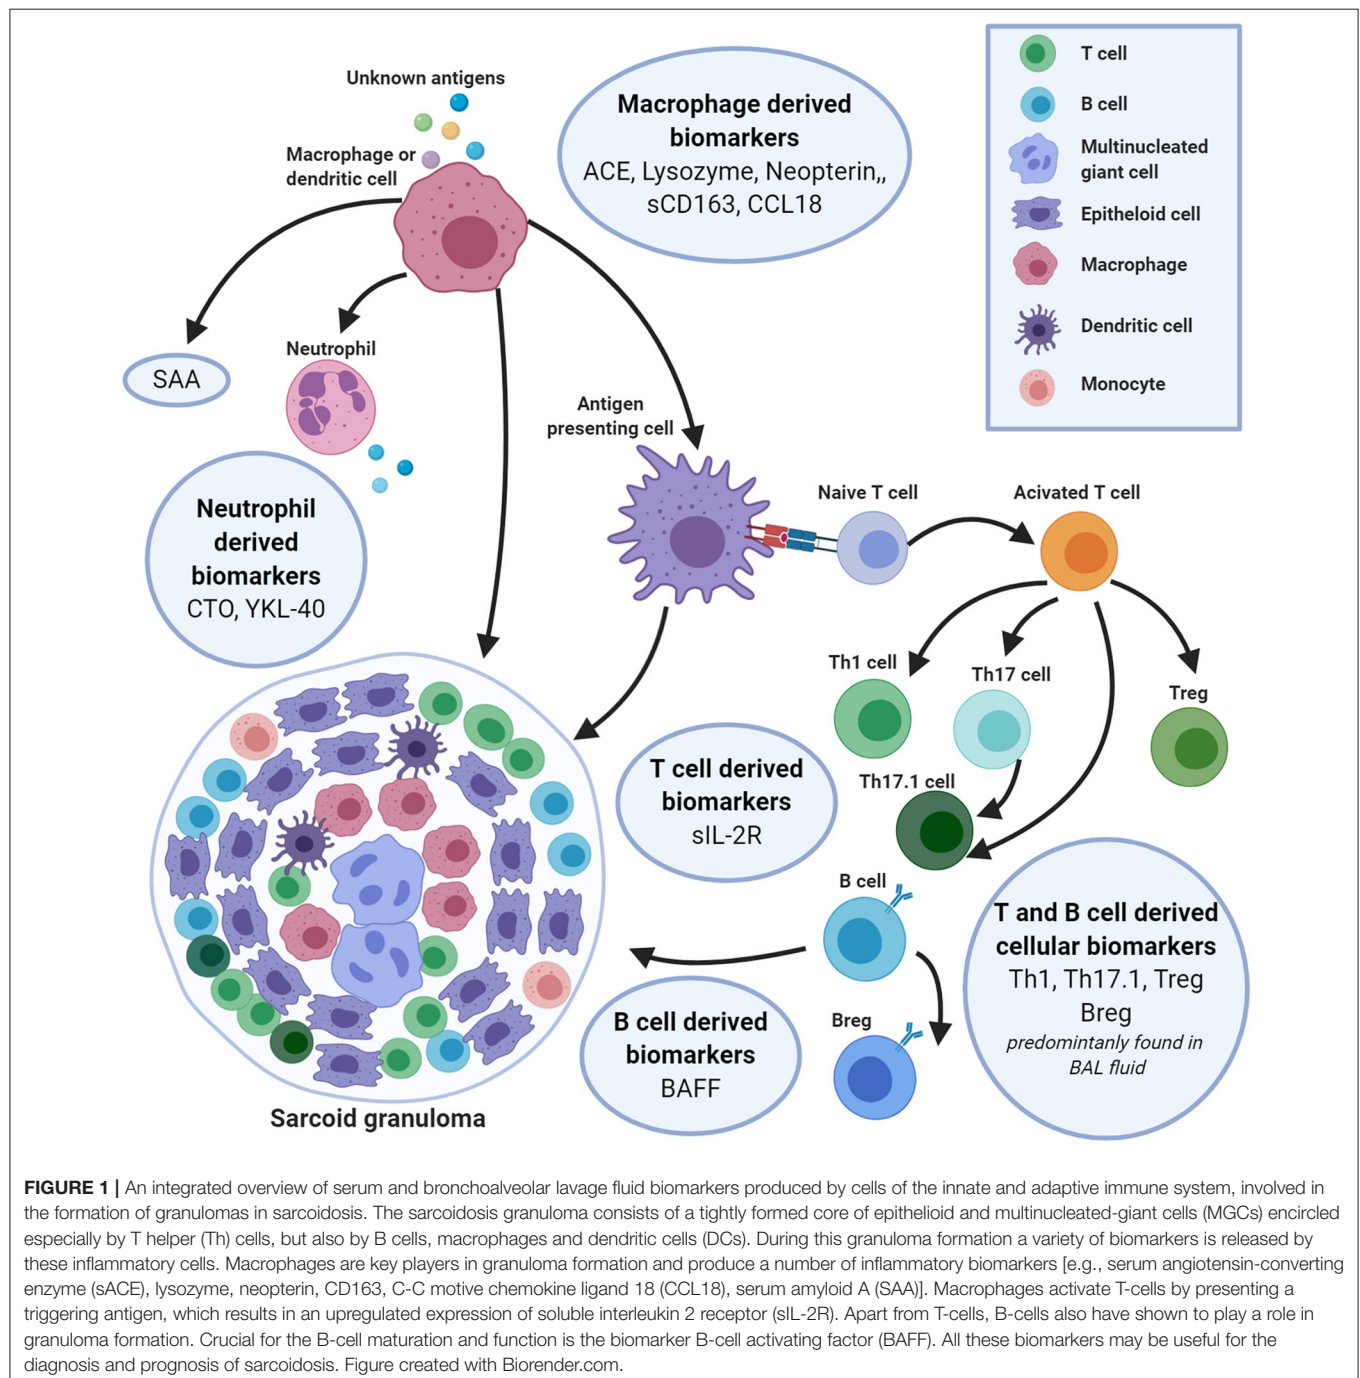 Unknown antigens
Macrophage or
dendritic cell
Macrophage derived
biomarkers
ACE, Lysozyme, Neopterin,,
sCD163, CCL18
T cell
B cell
Multinucleated
giant cell
Epitheloid cell
Macrophage
Dendritic cell
Monocyte
SAA
Neutrophil
Neutrophil
derived
biomarkers
CTO, YKL-40
Antigen
presenting cell
Naive T cell
Acivated T cell
Th1 cell
Th17 cell
Treg
Th17.1 cell
T cell derived
biomarkers
sIL-2R
B cell
T and B cell derived
cellular biomarkers
Th1, Th17.1, Treg
Breg
predomintanly found in
BAL fluid
Breg
B cell derived
biomarkers
BAFF
Sarcoid granuloma
FIGURE 1 | An integrated overview of serum and bronchoalveolar lavage fluid biomarkers produced by cells of the innate and adaptive immune system, involved in
the formation of granulomas in sarcoidosis. The sarcoidosis granuloma consists of a tightly formed core of epithelioid and multinucleated-giant cells (MGCs) encircled
especially by T helper (Th) cells, but also by B cells, macrophages and dendritic cells (DCs). During this granuloma formation a variety of biomarkers is released by
these inflammatory cells. Macrophages are key players in granuloma formation and produce a number of inflammatory biomarkers [e.g., serum angiotensin-converting
enzyme (sACE), lysozyme, neopterin, CD163, C-C motive chemokine ligand 18 (CCL18), serum amyloid A (SAA)]. Macrophages activate T-cells by presenting a
triggering antigen, which results in an upregulated expression of soluble interleukin 2 receptor (sIL-2R). Apart from T-cells, B-cells also have shown to play a role in
granuloma formation. Crucial for the B-cell maturation and function is the biomarker B-cell activating factor (BAFF). All these biomarkers may be useful for the
diagnosis and prognosis of sarcoidosis. Figure created with Biorender.com.